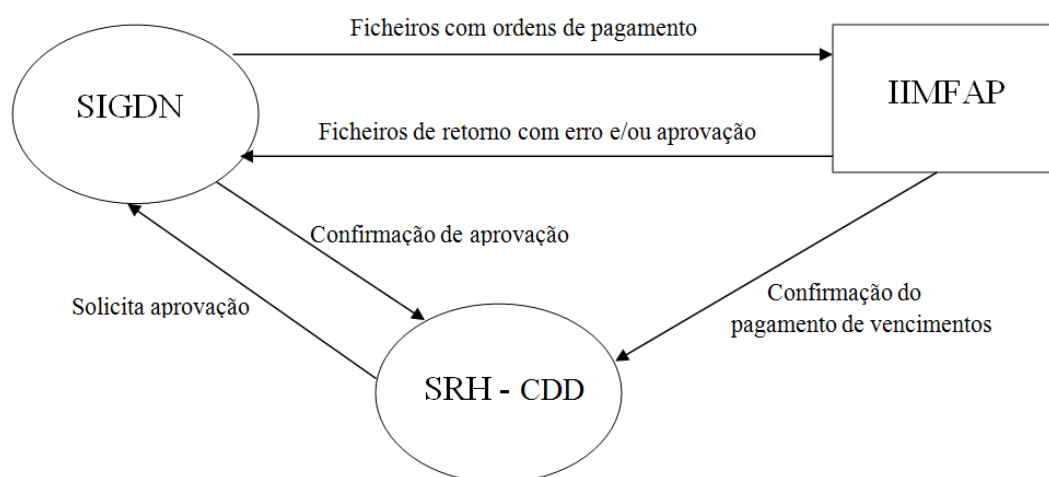 Ficheiros com ordens de pagamento
SIGDN
IIMFAP
Ficheiros de retorno com erro e/ou aprovação
Confirmação de aprovação
Solicita aprovação
Confirmação do
pagamento de vencimentos
SRH - CDD